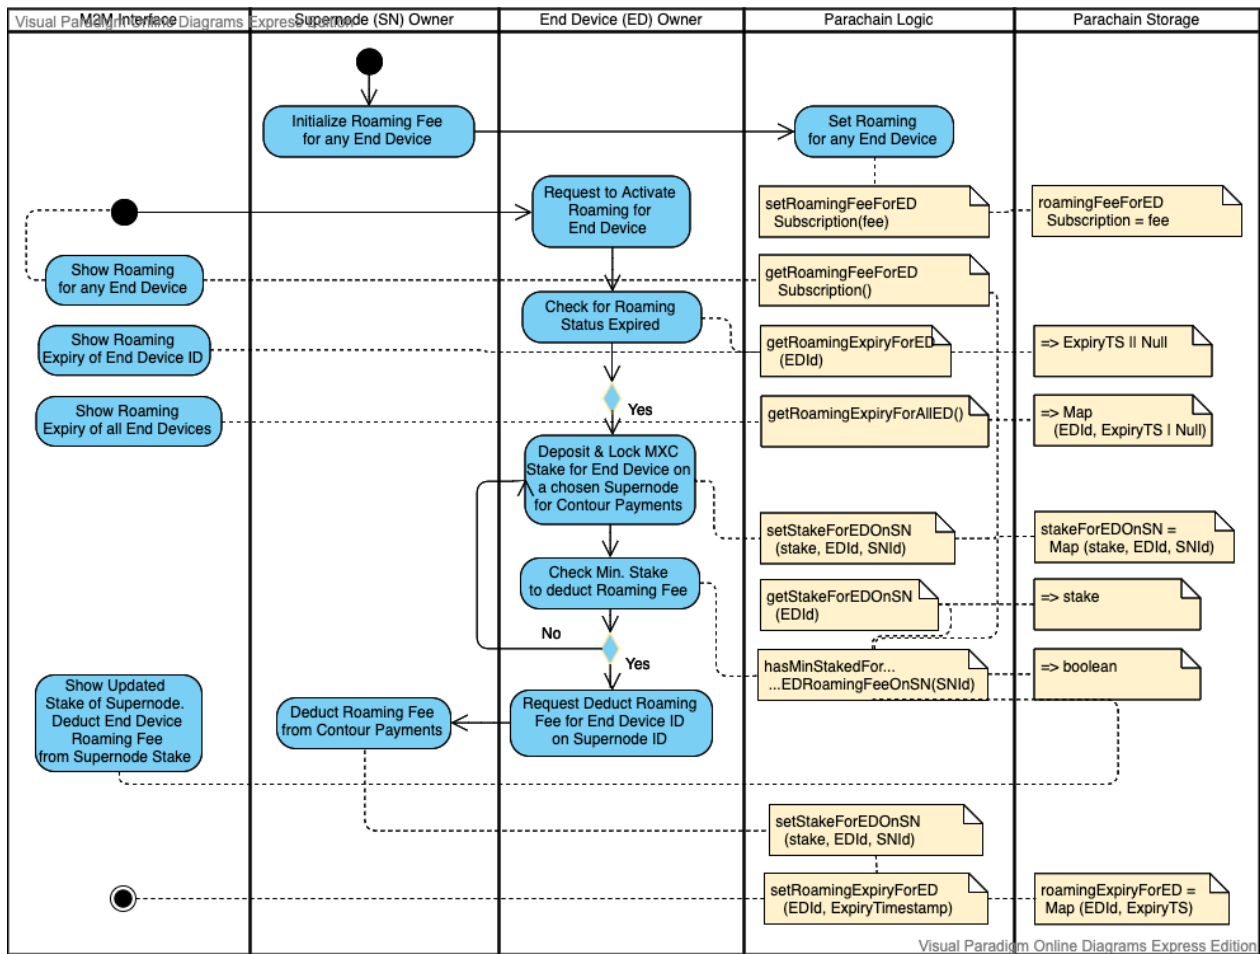 Visual Paradigm Online Diagrams Express Edition
M2M Interface
Supernode (SN) Owner
End Device (ED) Owner
Parachain Logic
Parachain Storage
Initialize Roaming Fee
for any End Device
Set Roaming
for any End Device
Request to Activate
Roaming for
End Device
setRoamingFeeForED
Subscription(fee)
roamingFeeForED
Subscription = fee
Show Roaming
for any End Device
getRoamingFeeForED
Subscription()
Check for Roaming
Status Expired
Show Roaming
Expiry of End Device ID
getRoamingExpiryForED
(EDId)
=> ExpiryTS || Null
Yes
Show Roaming
Expiry of all End Devices
getRoamingExpiryForAllED()
=> Map
(EDId, ExpiryTS | Null)
Deposit & Lock MXC
Stake for End Device on
a chosen Supernode
for Contour Payments
setStakeForEDOnSN
(stake, EDId, SNId)
stakeForEDOnSN =
Map (stake, EDId, SNId)
Check Min. Stake
to deduct Roaming Fee
getStakeForEDOnSN
(EDId)
=> stake
No
Yes
hasMinStakedFor...
...EDRoamingFeeOnSN(SNId)
=> boolean
Show Updated
Stake of Supernode.
Deduct End Device
Roaming Fee
from Supernode Stake
Deduct Roaming Fee
from Contour Payments
Request Deduct Roaming
Fee for End Device ID
on Supernode ID
setStakeForEDOnSN
(stake, EDId, SNId)
setRoamingExpiryForED
(EDId, ExpiryTimestamp)
roamingExpiryForED =
Map (EDId, ExpiryTS)
Visual Paradigm Online Diagrams Express Edition